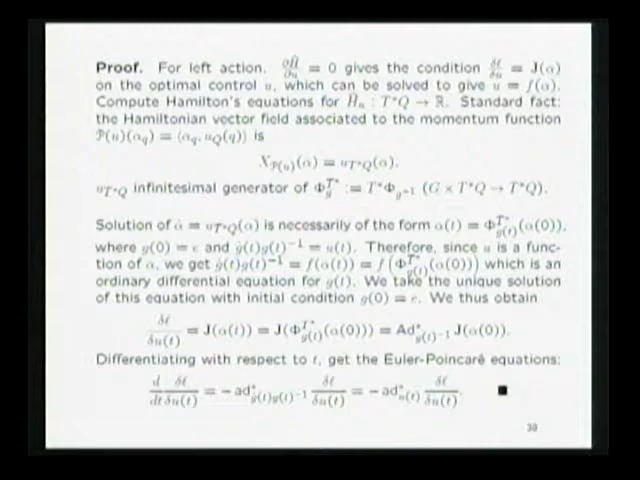 Proof. For left action, ∂Ĥ/∂u = 0 gives the condition δℓ/δu = J(α)
on the optimal control u, which can be solved to give u = f(α).
Compute Hamilton's equations for Ĥ_u : T*Q → ℝ. Standard fact:
the Hamiltonian vector field associated to the momentum function
P(u)(α_q) = ⟨α_q, u_Q(q)⟩ is
X_{P(u)}(α) = u_{T*Q}(α).
u_{T*Q} infinitesimal generator of Φ_g^{T*} := T*Φ_{g^{-1}} (G × T*Q → T*Q).
Solution of α̇ = u_{T*Q}(α) is necessarily of the form α(t) = Φ^{T*}_{g(t)}(α(0)),
where g(0) = e and ġ(t)g(t)^{-1} = u(t). Therefore, since u is a func-
tion of α, we get ġ(t)g(t)^{-1} = f(α(t)) = f(Φ^{T*}_{g(t)}(α(0))) which is an
ordinary differential equation for g(t). We take the unique solution
of this equation with initial condition g(0) = e. We thus obtain
δℓ/δu(t) = J(α(t)) = J(Φ^{T*}_{g(t)}(α(0))) = Ad*_{g(t)^{-1}} J(α(0)).
Differentiating with respect to t, get the Euler-Poincaré equations:
d/dt δℓ/δu(t) = − ad*_{ġ(t)g(t)^{-1}} δℓ/δu(t) = − ad*_{u(t)} δℓ/δu(t). ■